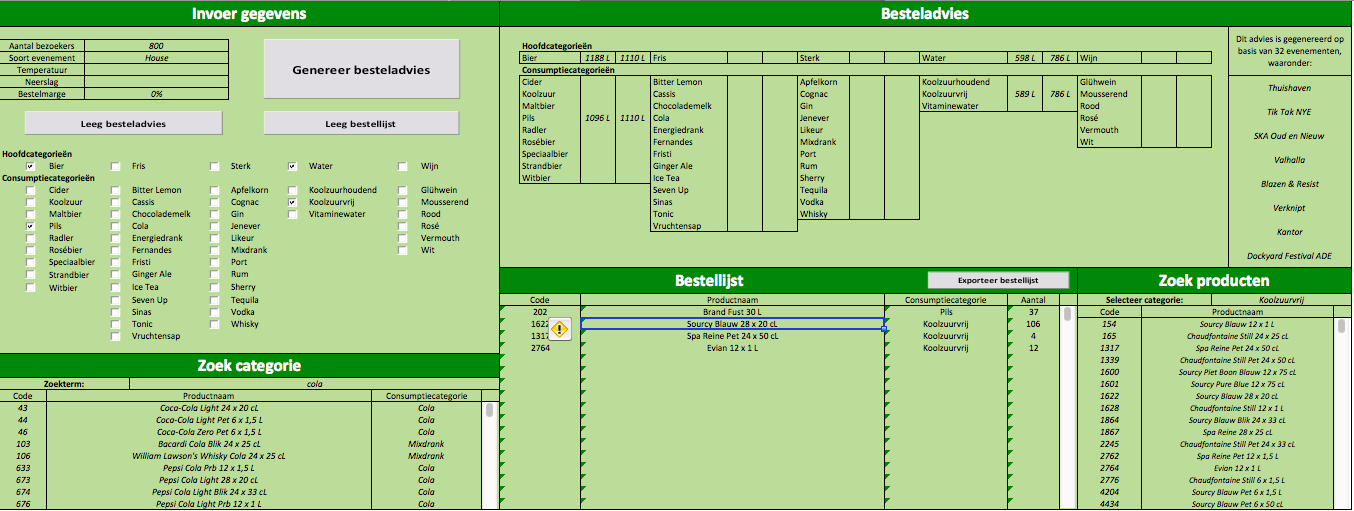 Invoer gegevens
Aantal bezoekers 800
Soort evenement House
Temperatuur
Neerslag
Bestelmarge 0%
Genereer besteladvies
Leeg besteladvies
Leeg bestellijst
Hoofdcategorieën
Bier Fris Sterk Water Wijn
Consumptiecategorieën
Cider Bitter Lemon Apfelkorn Koolzuurhoudend Glühwein
Koolzuur Cassis Cognac Koolzuurvrij Mousserend
Maltbier Chocolademelk Gin Vitaminewater Rood
Pils Cola Jenever Rosé
Radler Energiedrank Likeur Vermouth
Rosébier Fernandes Mixdrank Wit
Speciaalbier Fristi Port
Strandbier Ginger Ale Rum
Witbier Ice Tea Sherry
Seven Up Tequila
Sinas Vodka
Tonic Whisky
Vruchtensap
Zoek categorie
Zoekterm: cola
Code Productnaam Consumptiecategorie
43 Coca-Cola Light 24 x 20 cL Cola
44 Coca-Cola Light Pet 6 x 1,5 L Cola
46 Coca-Cola Zero Pet 6 x 1,5 L Cola
103 Bacardi Cola Blik 24 x 25 cL Mixdrank
106 William Lawson's Whisky Cola 24 x 25 cL Mixdrank
633 Pepsi Cola Prb 12 x 1,5 L Cola
673 Pepsi Cola Light 28 x 20 cL Cola
674 Pepsi Cola Light Blik 24 x 33 cL Cola
676 Pepsi Cola Light Prb 12 x 1 L Cola
Besteladvies
Hoofdcategorieën
Bier 1188 L 1110 L Fris Sterk Water 598 L 786 L Wijn
Consumptiecategorieën
Cider Bitter Lemon Apfelkorn Koolzuurhoudend Glühwein
Koolzuur Cassis Cognac Koolzuurvrij 589 L 786 L Mousserend
Maltbier Chocolademelk Gin Vitaminewater Rood
Pils 1096 L 1110 L Cola Jenever Rosé
Radler Energiedrank Likeur Vermouth
Rosébier Fernandes Mixdrank Wit
Speciaalbier Fristi Port
Strandbier Ginger Ale Rum
Witbier Ice Tea Sherry
Seven Up Tequila
Sinas Vodka
Tonic Whisky
Vruchtensap
Dit advies is gegenereerd op
basis van 32 evenementen,
waaronder:
Thuishaven
Tik Tak NYE
SKA Oud en Nieuw
Valhalla
Blazen & Resist
Verknipt
Kantor
Dockyard Festival ADE
Bestellijst
Exporteer bestellijst
Code Productnaam Consumptiecategorie Aantal
202 Brand Fust 30 L Pils 37
1622 Sourcy Blauw 28 x 20 cL Koolzuurvrij 106
1317 Spa Reine Pet 24 x 50 cL Koolzuurvrij 4
2764 Evian 12 x 1 L Koolzuurvrij 12
Zoek producten
Selecteer categorie: Koolzuurvrij
Code Productnaam
154 Sourcy Blauw 12 x 1 L
165 Chaudfontaine Still 24 x 25 cL
1317 Spa Reine Pet 24 x 50 cL
1339 Chaudfontaine Still Pet 24 x 50 cL
1600 Sourcy Piet Boon Blauw 12 x 75 cL
1601 Sourcy Pure Blue 12 x 75 cL
1622 Sourcy Blauw 28 x 20 cL
1628 Chaudfontaine Still 12 x 1 L
1864 Sourcy Blauw Blik 24 x 33 cL
1867 Spa Reine 28 x 25 cL
2245 Chaudfontaine Still Pet 24 x 33 cL
2762 Spa Reine Pet 12 x 1,5 L
2764 Evian 12 x 1 L
2776 Chaudfontaine Still 6 x 1,5 L
4204 Sourcy Blauw Pet 6 x 1,5 L
4434 Sourcy Blauw Pet 6 x 50 cL